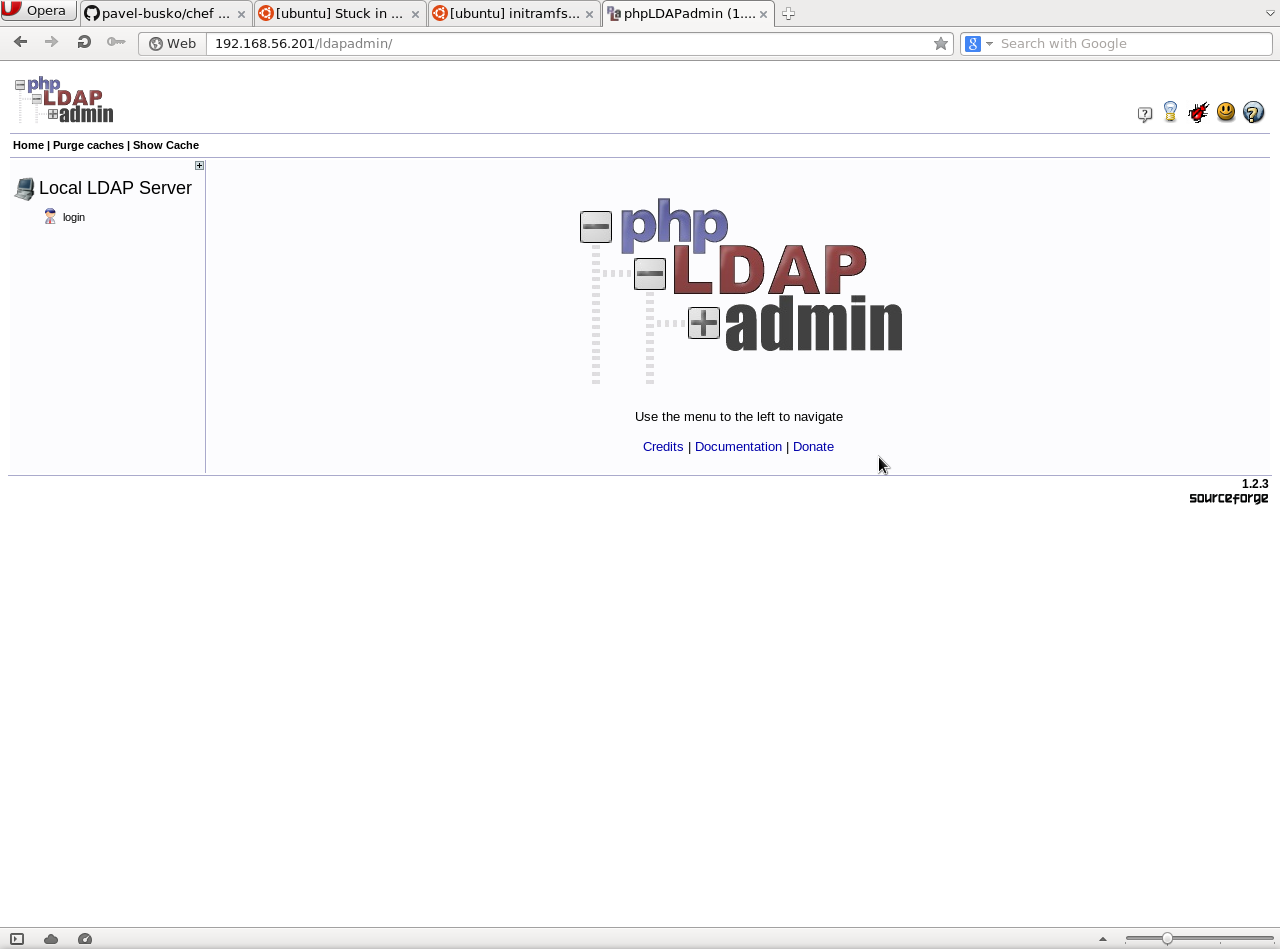 Opera
pavel-busko/chef ...
[ubuntu] Stuck in ...
[ubuntu] initramfs...
phpLDAPadmin (1....
Web
192.168.56.201/ldapadmin/
Search with Google
php
LDAP
admin
Home | Purge caches | Show Cache
Local LDAP Server
login
php
LDAP
admin
Use the menu to the left to navigate
Credits | Documentation | Donate
1.2.3
sourceforge